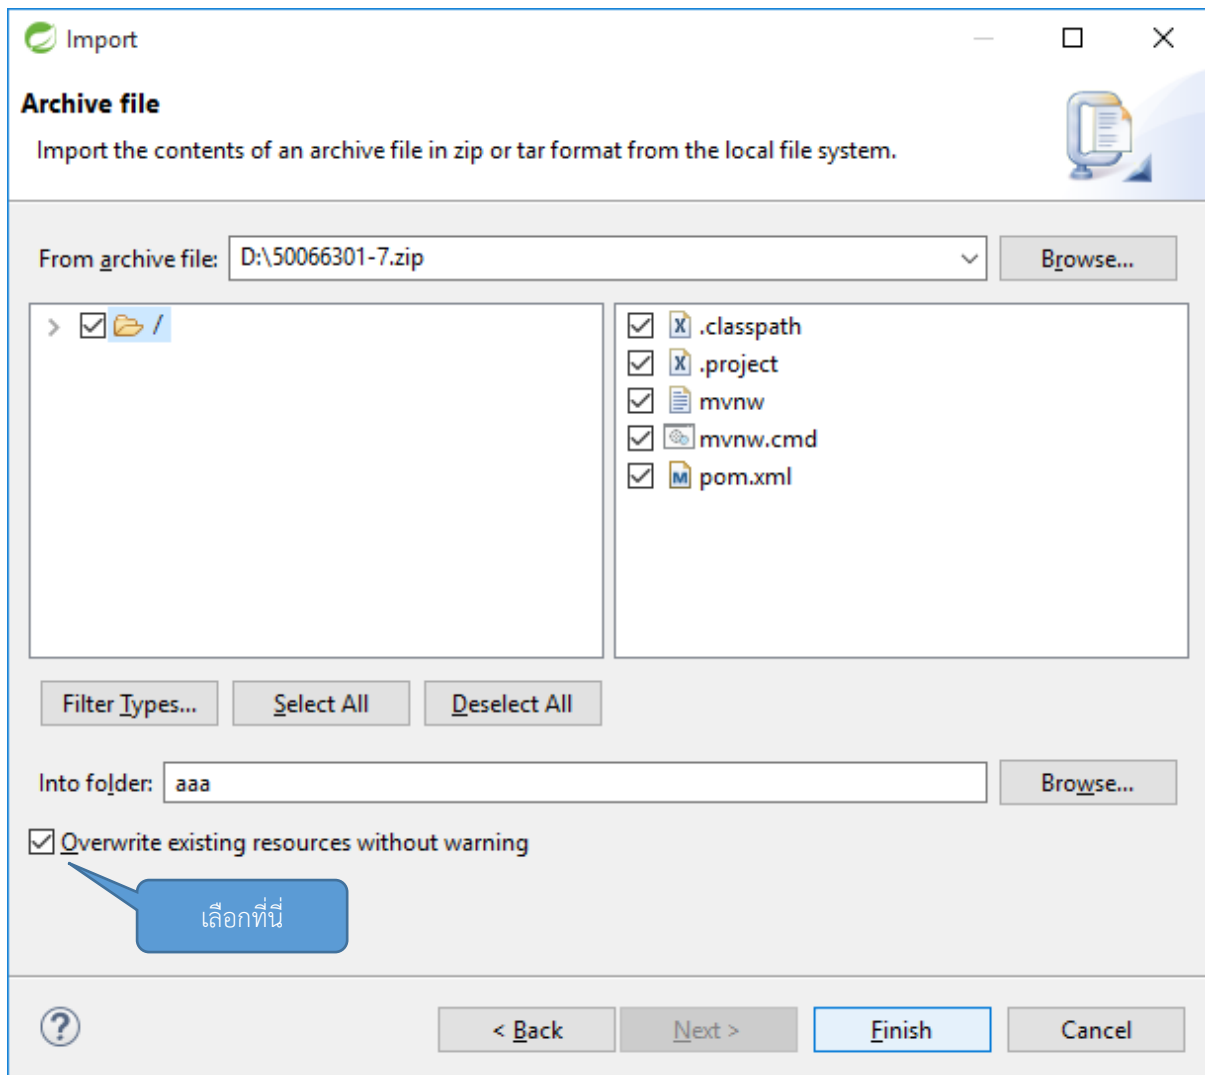 Import
Archive file
Import the contents of an archive file in zip or tar format from the local file system.
From archive file: D:\50066301-7.zip Browse...
/
.classpath
.project
mvnw
mvnw.cmd
pom.xml
Filter Types... Select All Deselect All
Into folder: aaa Browse...
Overwrite existing resources without warning
เลือกที่นี่
? < Back Next > Finish Cancel